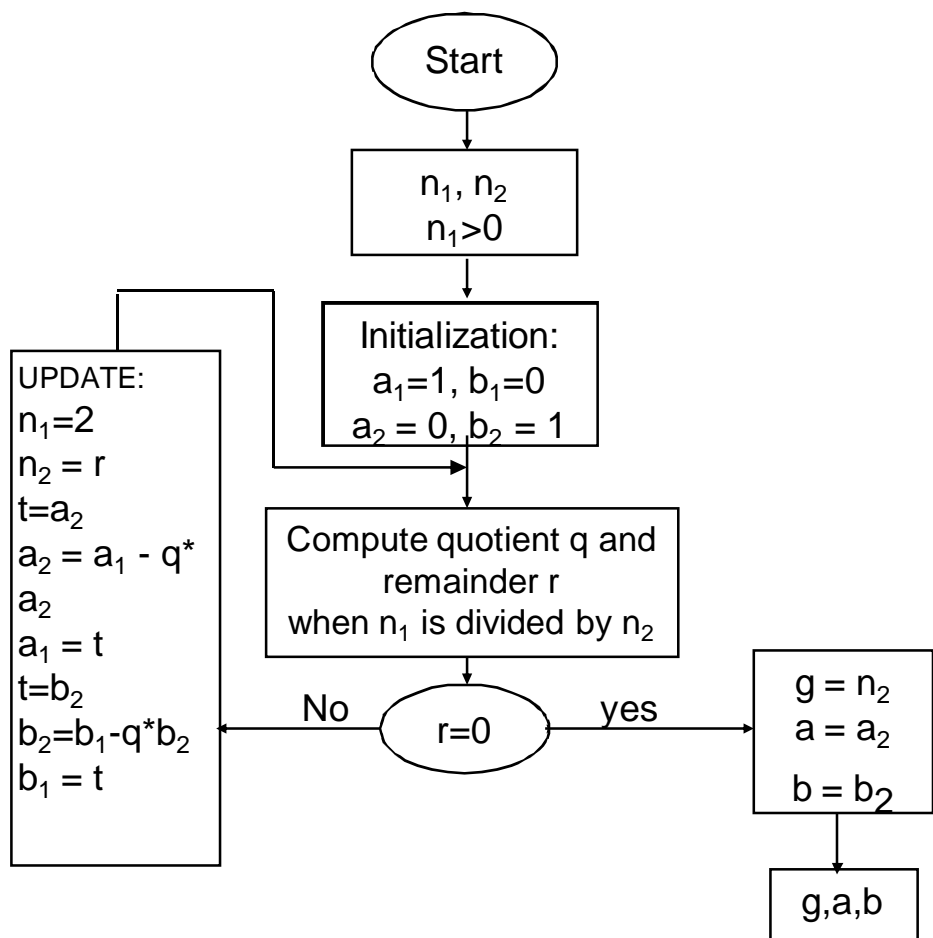 Start
n₁, n₂
n₁>0
Initialization:
a₁=1, b₁=0
a₂ = 0, b₂ = 1
UPDATE:
n₁=2
n₂ = r
t=a₂
a₂ = a₁ - q*
a₂
a₁ = t
t=b₂
b₂=b₁-q*b₂
b₁ = t
Compute quotient q and
remainder r
when n₁ is divided by n₂
No
r=0
yes
g = n₂
a = a₂
b = b₂
g,a,b